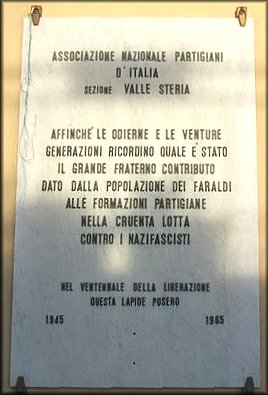 ASSOCIAZIONE NAZIONALE PARTIGIANI
D'ITALIA
SEZIONE VALLE STERIA
AFFINCHE' LE ODIERNE E LE VENTURE
GENERAZIONI RICORDINO QUALE E' STATO
IL GRANDE FRATERNO CONTRIBUTO
DATO DALLA POPOLAZIONE DEI FARALDI
ALLE FORMAZIONI PARTIGIANE
NELLA CRUENTA LOTTA
CONTRO I NAZIFASCISTI
NEL VENTENNALE DELLA LIBERAZIONE
QUESTA LAPIDE POSERO
1945 1965